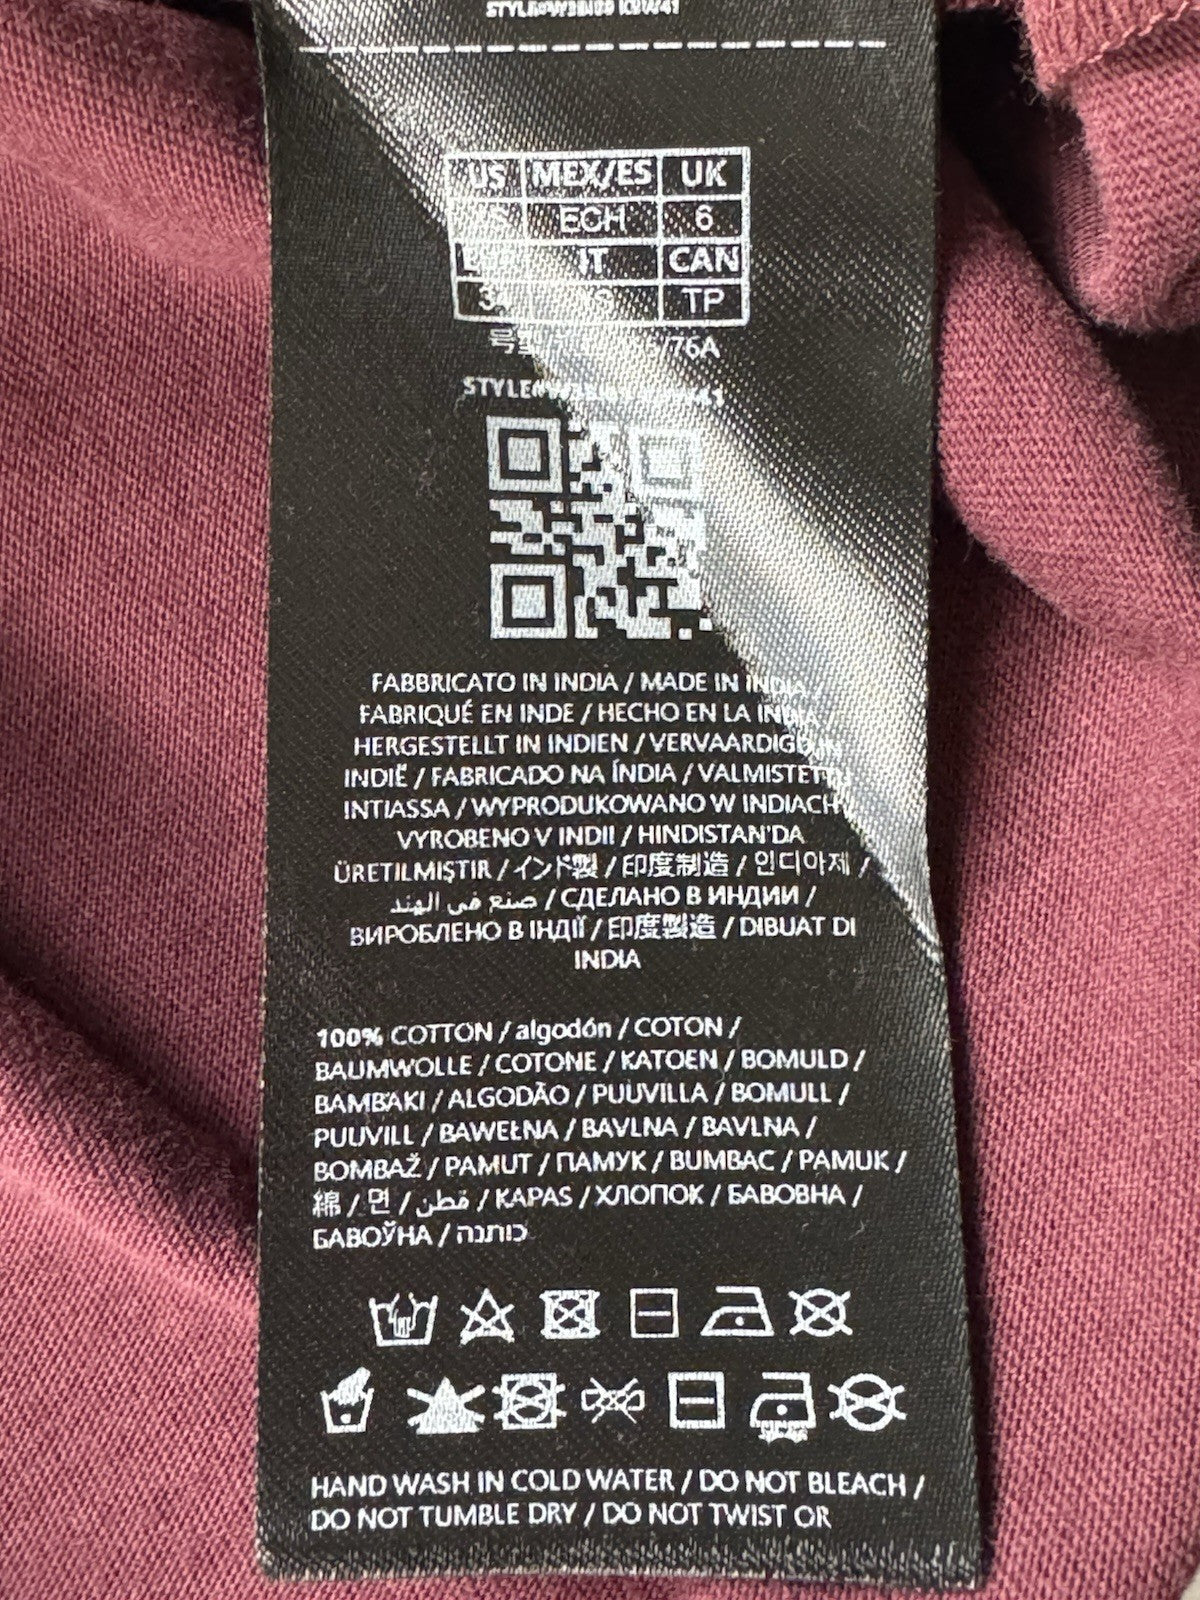 US MEX/ES UK
ECH 6
IT CAN
TP
/76A
FABBRICATO IN INDIA / MADE IN INDIA /
FABRIQUÉ EN INDE / HECHO EN LA INDIA /
HERGESTELLT IN INDIEN / VERVAARDIGD IN
INDIË / FABRICADO NA ÍNDIA / VALMISTETTU
INTIASSA / WYPRODUKOWANO W INDIACH /
VYROBENO V INDII / HINDISTAN'DA
ÜRETILMIŞTIR / インド製 / 印度制造 / 인디아제 /
صنع في الهند / СДЕЛАНО В ИНДИИ /
ВИРОБЛЕНО В ІНДІЇ / 印度製造 / DIBUAT DI
INDIA
100% COTTON / algodón / COTON /
BAUMWOLLE / COTONE / KATOEN / BOMULD /
BAMBAKI / ALGODÃO / PUUVILLA / BOMULL /
PUUVILL / BAWEŁNA / BAVLNA / BAVLNA /
BOMBAŽ / PAMUT / ПАМУК / BUMBAC / PAMUK /
綿 / 면 / قطن / KAPAS / ХЛОПОК / БАВОВНА /
БАВОЎНА / כותנה
HAND WASH IN COLD WATER / DO NOT BLEACH /
DO NOT TUMBLE DRY / DO NOT TWIST OR